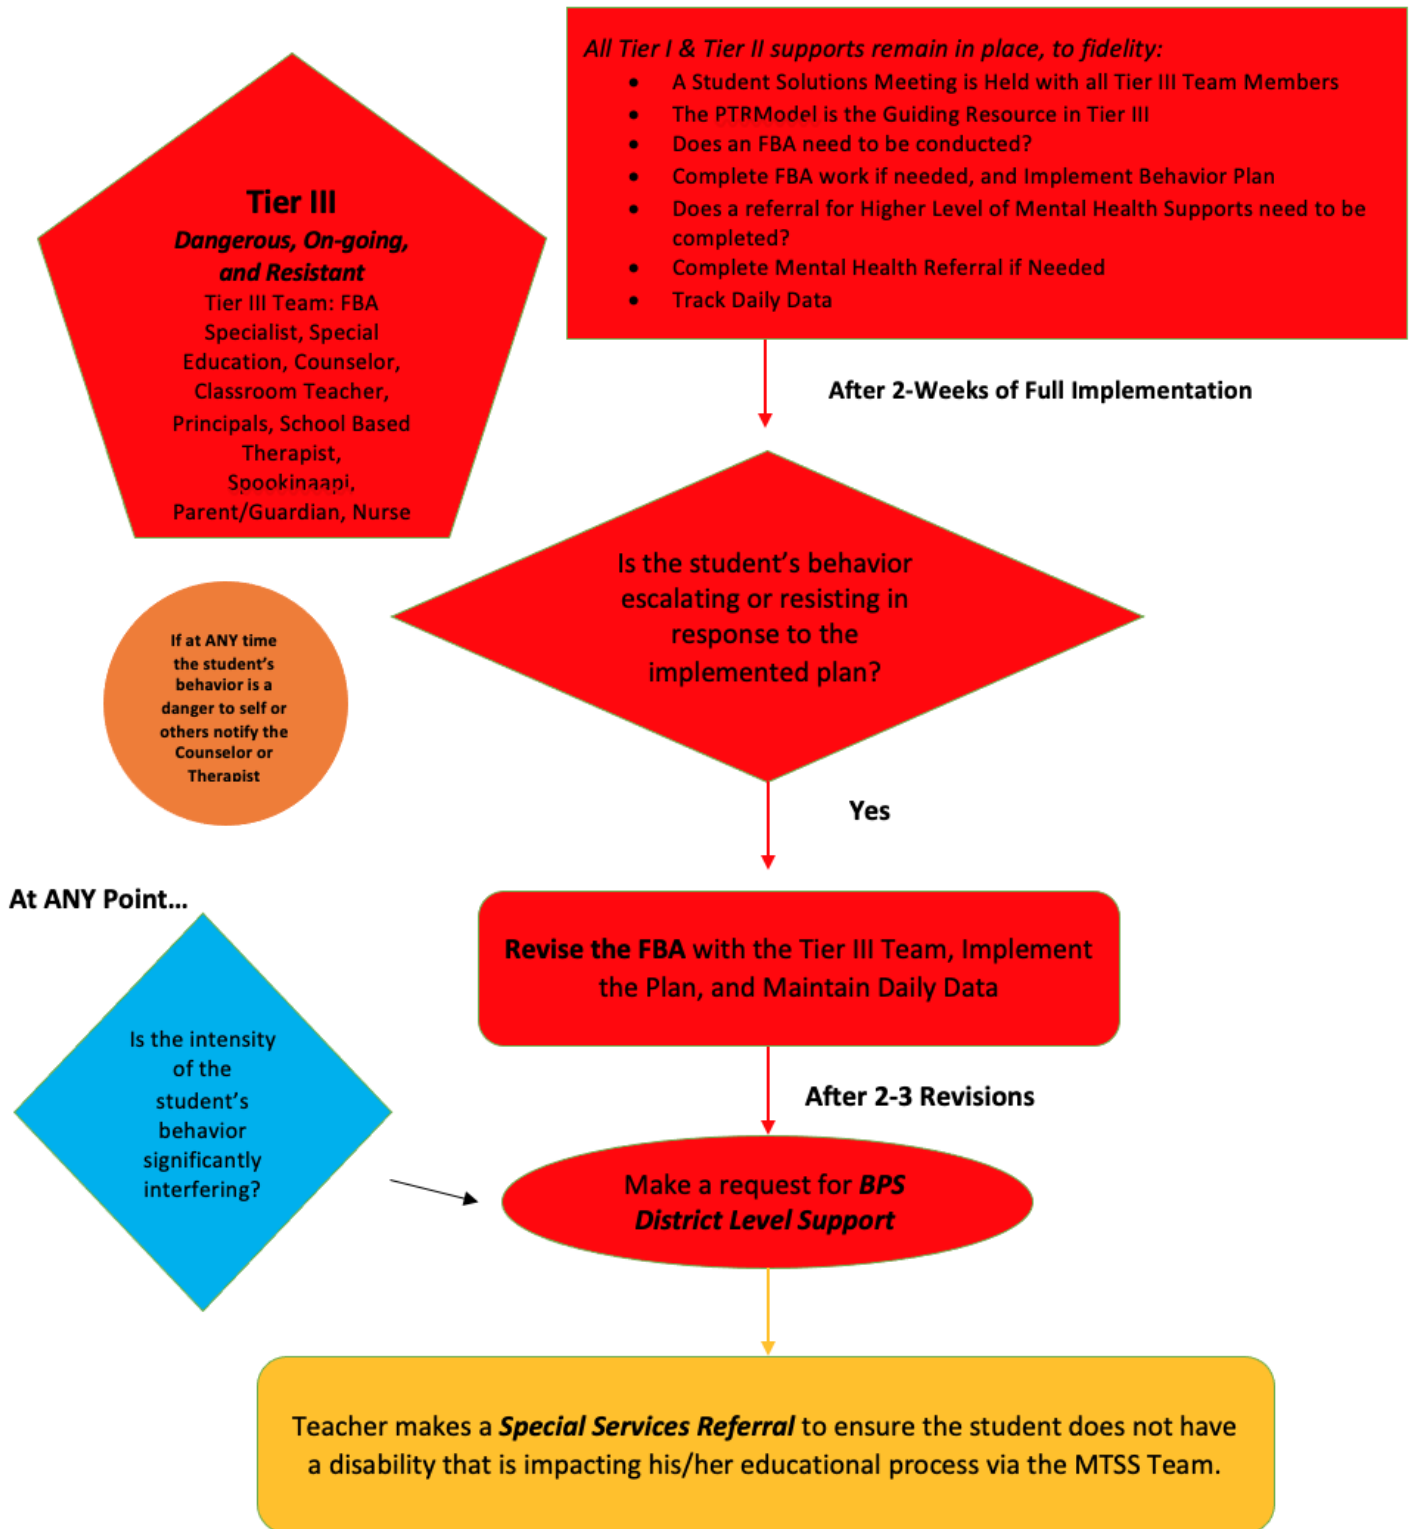 All Tier I & Tier II supports remain in place, to fidelity:
• A Student Solutions Meeting is Held with all Tier III Team Members
• The PTRModel is the Guiding Resource in Tier III
• Does an FBA need to be conducted?
• Complete FBA work if needed, and Implement Behavior Plan
• Does a referral for Higher Level of Mental Health Supports need to be
completed?
• Complete Mental Health Referral if Needed
• Track Daily Data
Tier III
Dangerous, On-going,
and Resistant
Tier III Team: FBA
Specialist, Special
Education, Counselor,
Classroom Teacher,
Principals, School Based
Therapist,
Spookinaapi,
Parent/Guardian, Nurse
After 2-Weeks of Full Implementation
Is the student’s behavior
escalating or resisting in
response to the
implemented plan?
If at ANY time
the student’s
behavior is a
danger to self or
others notify the
Counselor or
Therapist
Yes
At ANY Point…
Revise the FBA with the Tier III Team, Implement
the Plan, and Maintain Daily Data
Is the intensity
of the
student’s
behavior
significantly
interfering?
After 2-3 Revisions
Make a request for BPS
District Level Support
Teacher makes a Special Services Referral to ensure the student does not have
a disability that is impacting his/her educational process via the MTSS Team.